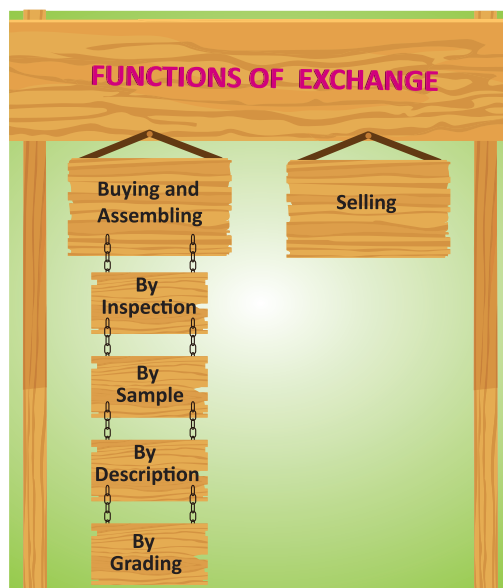 FUNCTIONS OF EXCHANGE
Buying and
Assembling
By
Inspection
By
Sample
By
Description
By
Grading
Selling